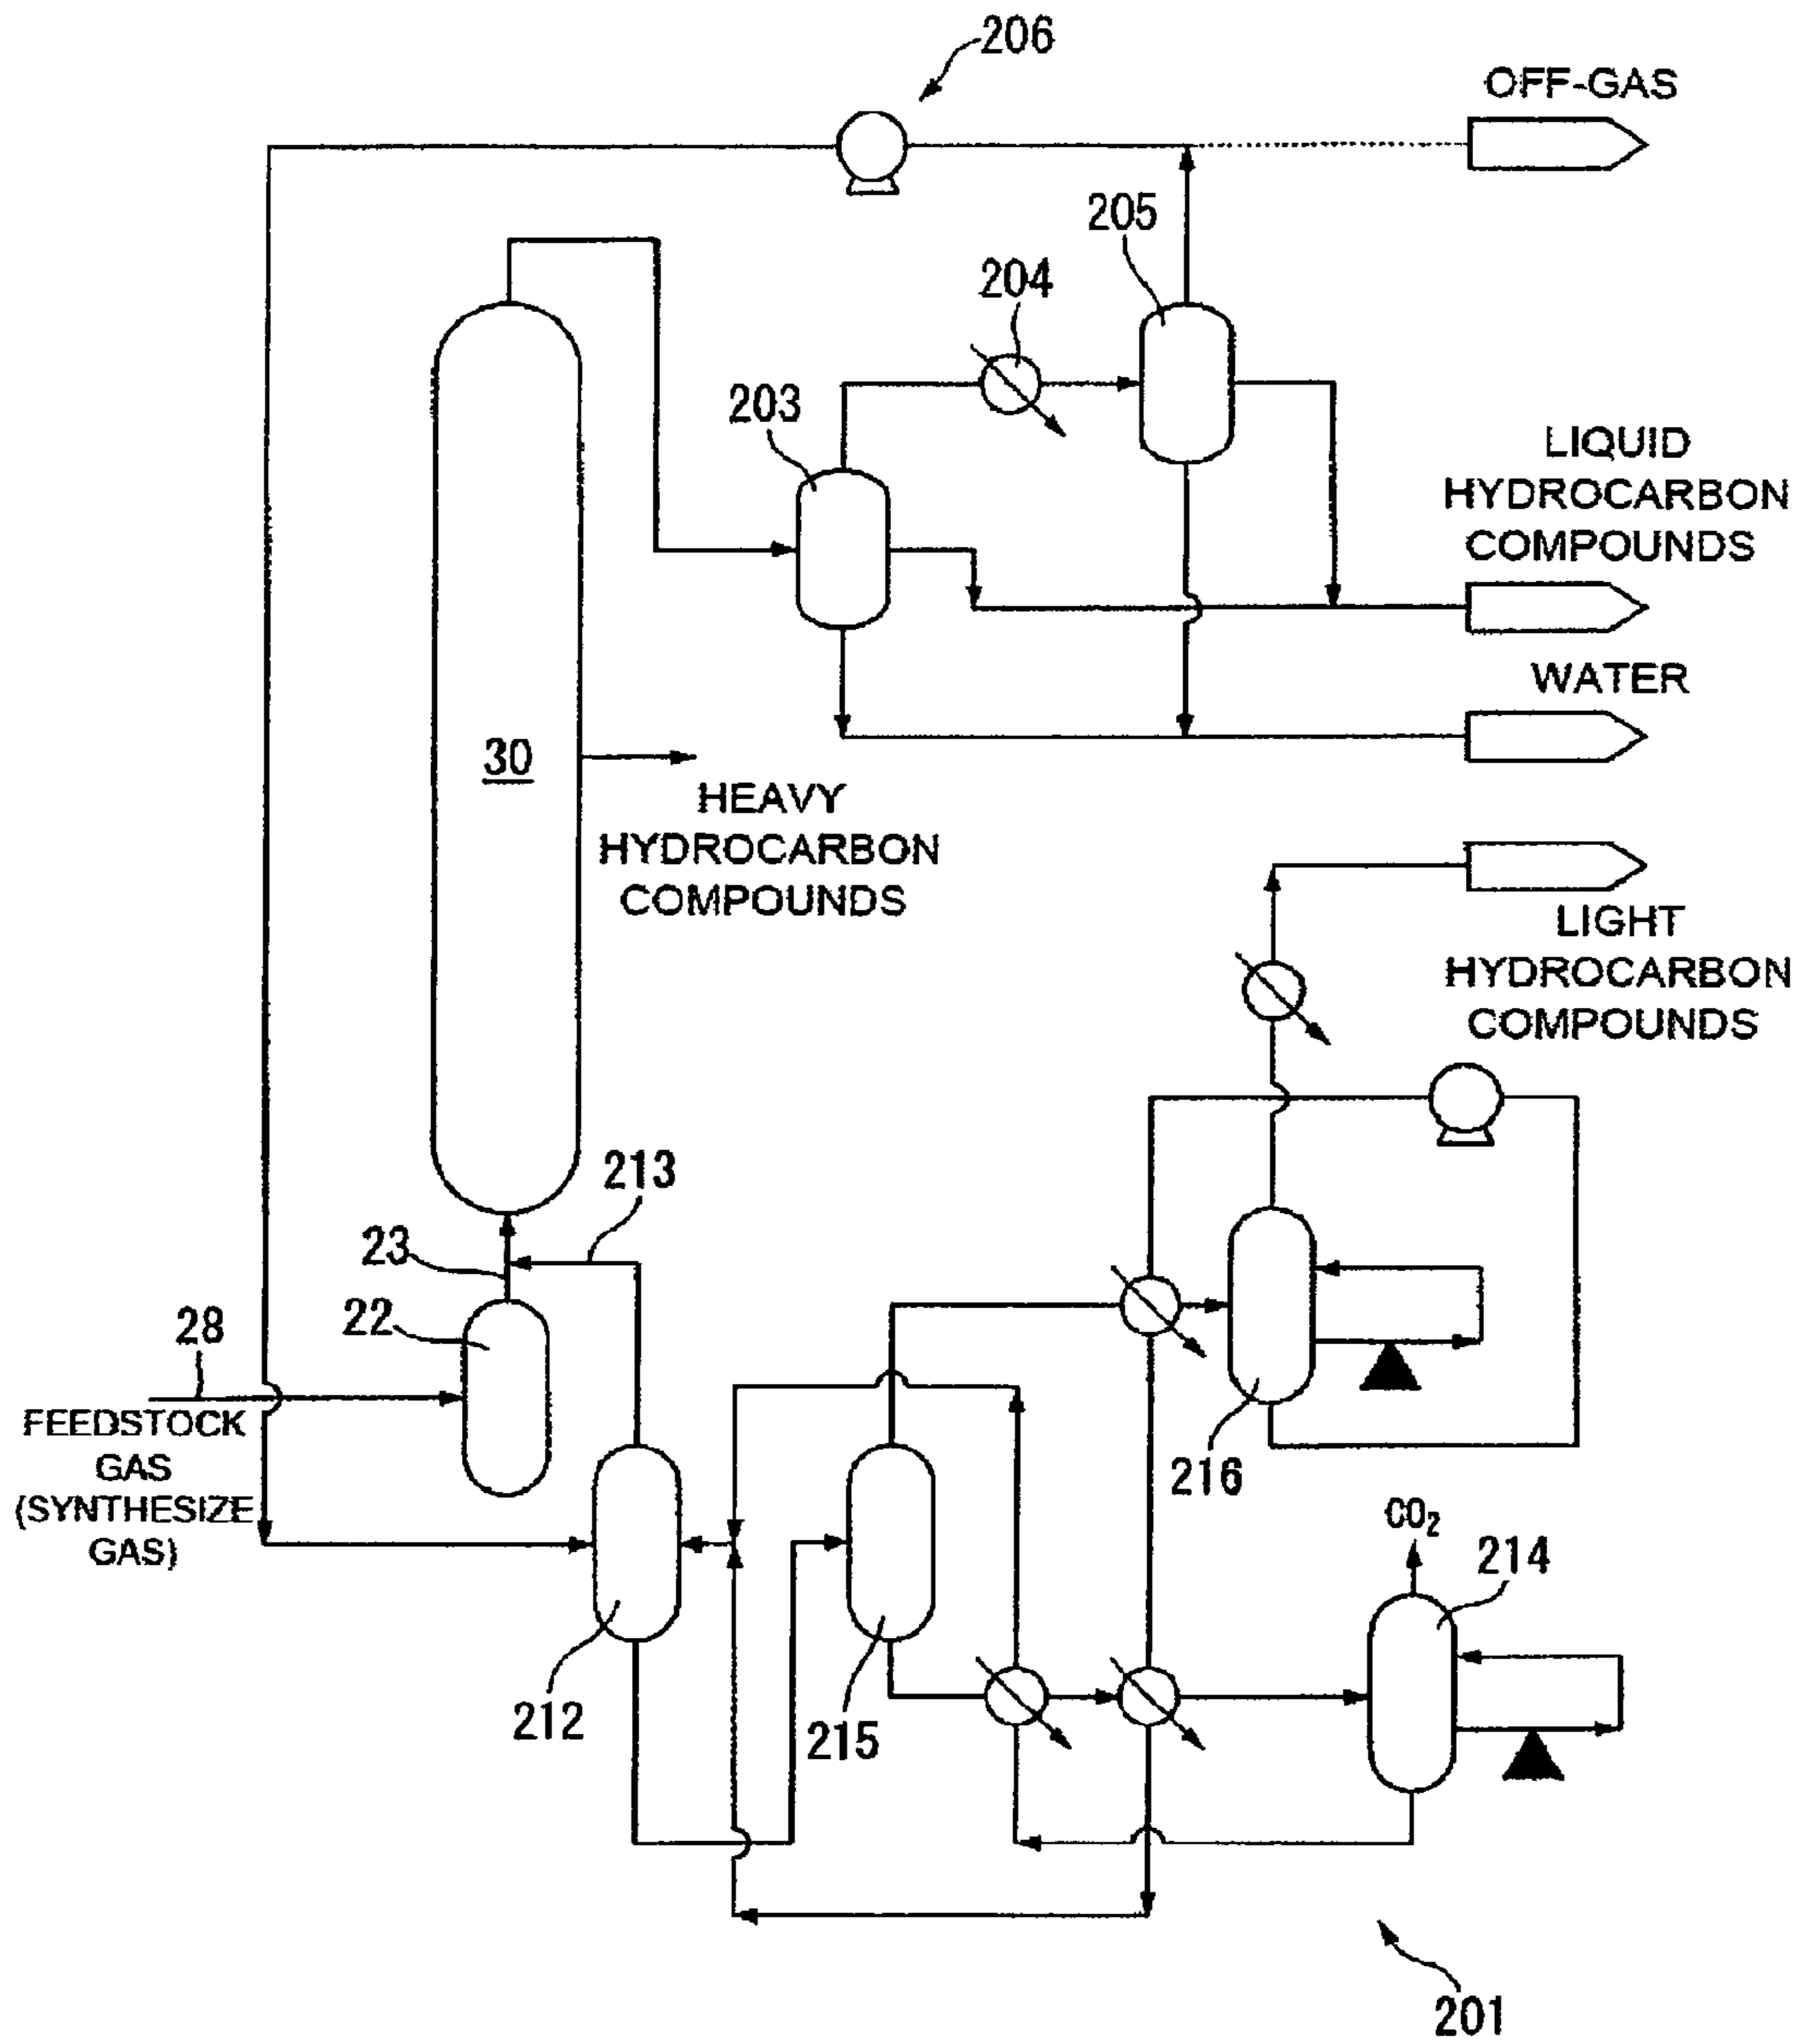 206
OFF-GAS
205
204
203
LIQUID
HYDROCARBON
COMPOUNDS
WATER
30
HEAVY
HYDROCARBON
COMPOUNDS
LIGHT
HYDROCARBON
COMPOUNDS
213
23
22
28
FEEDSTOCK
GAS
(SYNTHESIZE
GAS)
216
CO₂
214
212
215
201